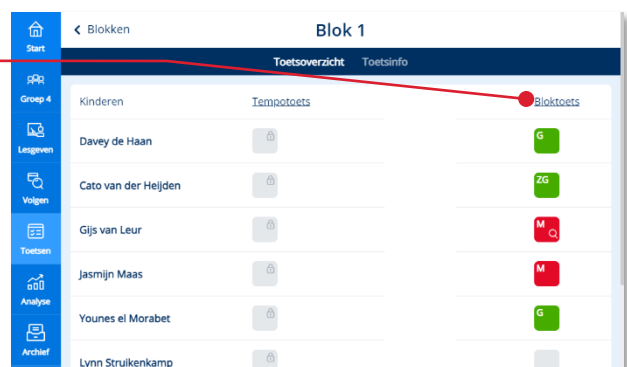 Start
Groep 4
Lesgeven
Volgen
Toetsen
Analyse
Archief
Blokken
Blok 1
Toetsoverzicht Toetsinfo
Kinderen Tempotoets Bloktoets
Davey de Haan G
Cato van der Heijden ZG
Gijs van Leur M
Jasmijn Maas M
Younes el Morabet G
Lynn Struikenkamp